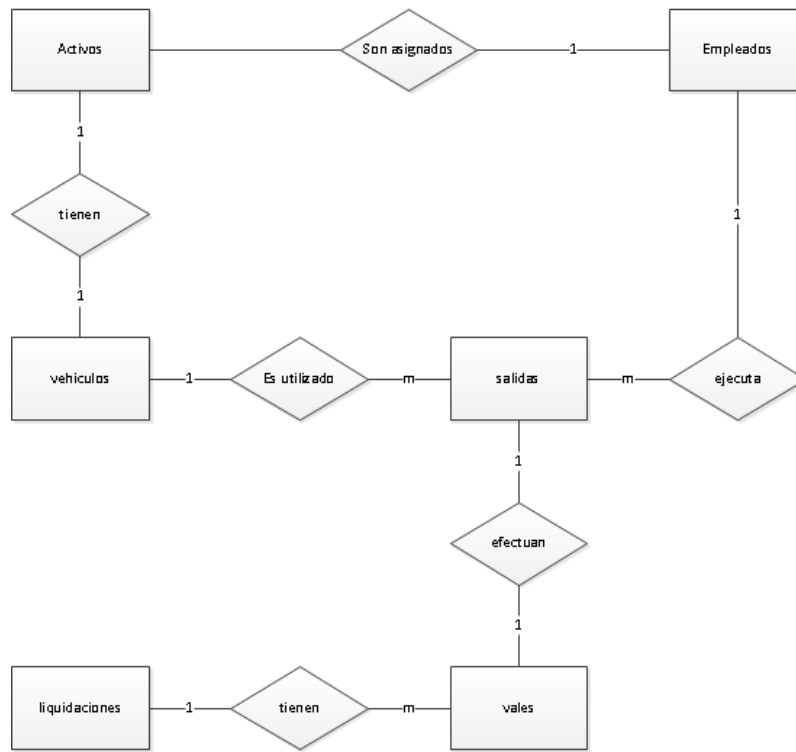 Activos
Son asignados
1
Empleados
1
tienen
1
1
vehiculos
1
Es utilizado
m
salidas
m
ejecuta
1
efectuan
1
liquidaciones
1
tienen
m
vales